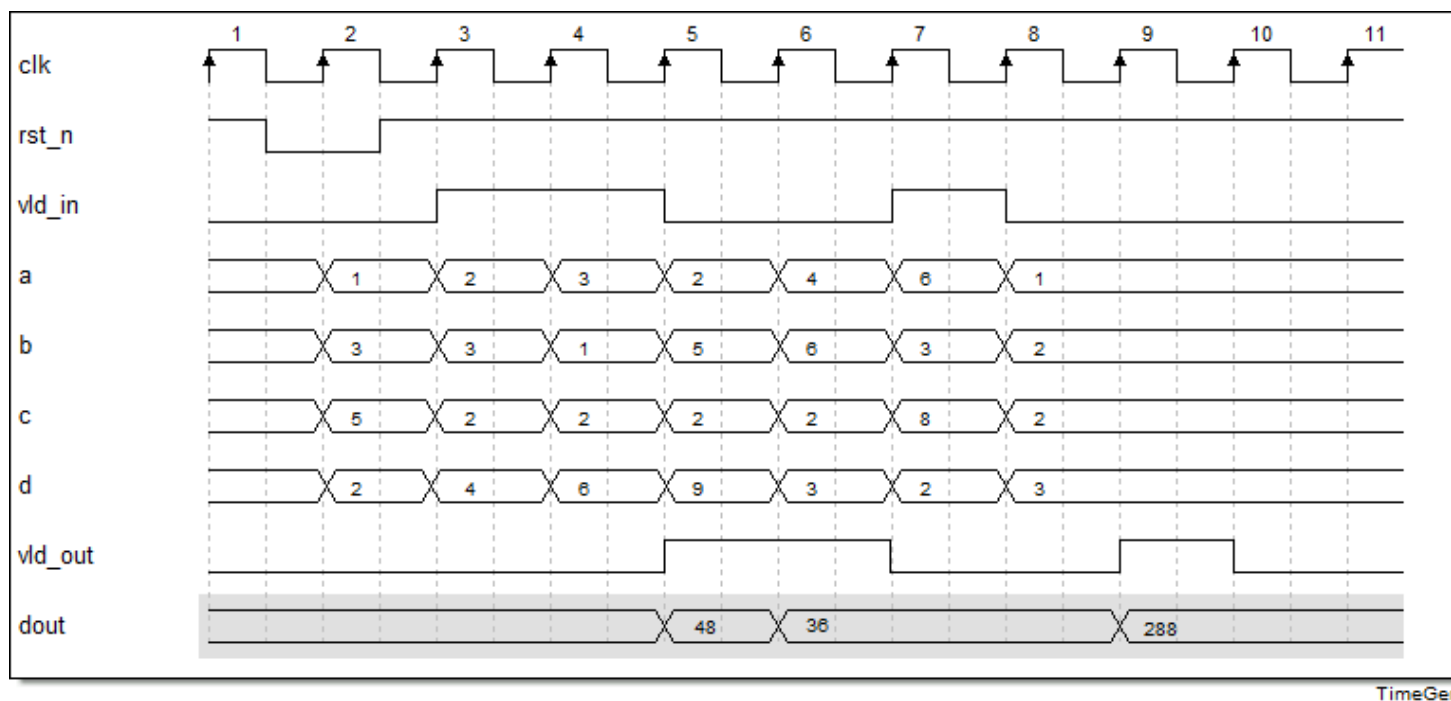 1 2 3 4 5 6 7 8 9 10 11
clk
rst_n
vld_in
a 1 2 3 2 4 6 1
b 3 3 1 5 6 3 2
c 5 2 2 2 2 8 2
d 2 4 6 9 3 2 3
vld_out
dout 48 36 288